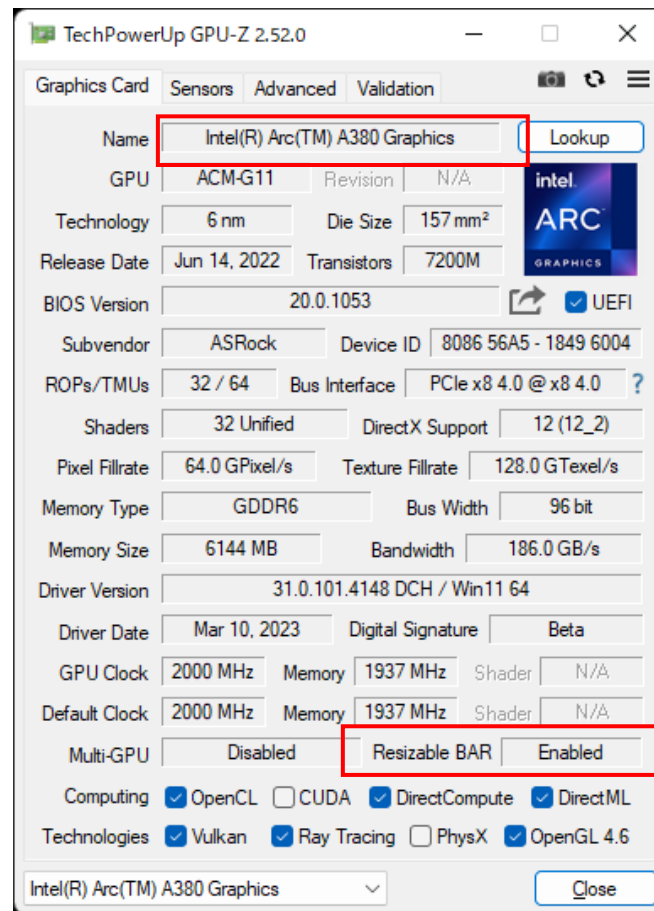 TechPowerUp GPU-Z 2.52.0
Graphics Card Sensors Advanced Validation
Name Intel(R) Arc(TM) A380 Graphics Lookup
GPU ACM-G11 Revision N/A
Technology 6 nm Die Size 157 mm²
Release Date Jun 14, 2022 Transistors 7200M
intel.
ARC
GRAPHICS
BIOS Version 20.0.1053 UEFI
Subvendor ASRock Device ID 8086 56A5 - 1849 6004
ROPs/TMUs 32 / 64 Bus Interface PCIe x8 4.0 @ x8 4.0 ?
Shaders 32 Unified DirectX Support 12 (12_2)
Pixel Fillrate 64.0 GPixel/s Texture Fillrate 128.0 GTexel/s
Memory Type GDDR6 Bus Width 96 bit
Memory Size 6144 MB Bandwidth 186.0 GB/s
Driver Version 31.0.101.4148 DCH / Win11 64
Driver Date Mar 10, 2023 Digital Signature Beta
GPU Clock 2000 MHz Memory 1937 MHz Shader N/A
Default Clock 2000 MHz Memory 1937 MHz Shader N/A
Multi-GPU Disabled Resizable BAR Enabled
Computing OpenCL CUDA DirectCompute DirectML
Technologies Vulkan Ray Tracing PhysX OpenGL 4.6
Intel(R) Arc(TM) A380 Graphics Close